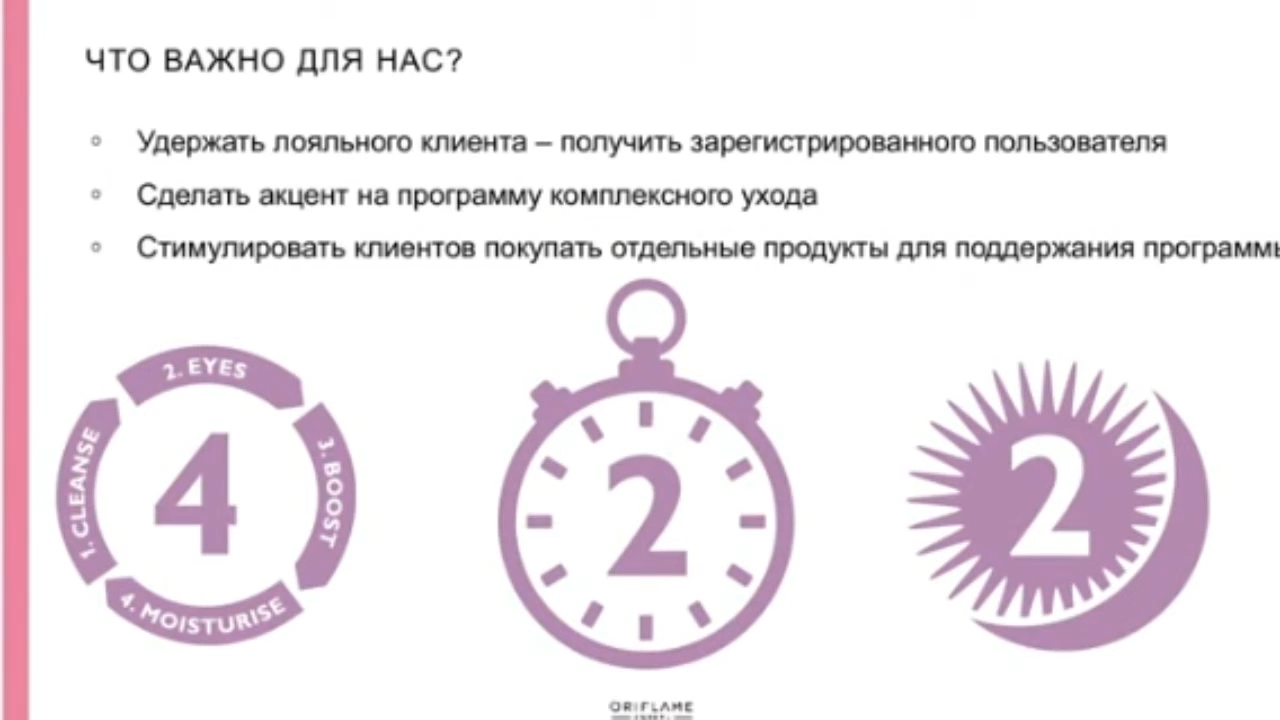 ЧТО ВАЖНО ДЛЯ НАС?
Удержать лояльного клиента – получить зарегистрированного пользователя
Сделать акцент на программу комплексного ухода
Стимулировать клиентов покупать отдельные продукты для поддержания программы
1. CLEANSE
2. EYES
3. BOOST
4. MOISTURISE
4
2
2
ORIFLAME